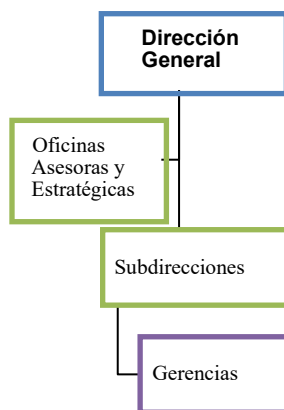 Dirección
General
Oficinas
Asesoras y
Estratégicas
Subdirecciones
Gerencias